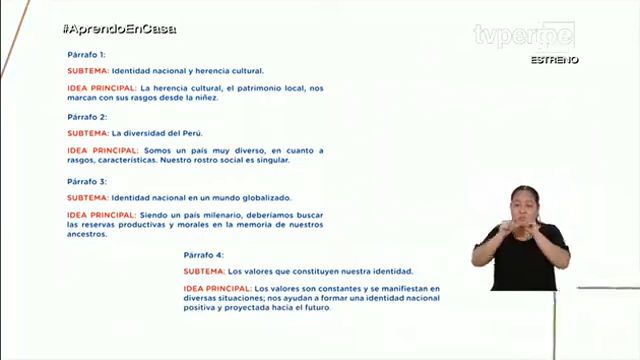 #AprendoEnCasa
tvperúpe
ESTRENO
Párrafo 1:
SUBTEMA: Identidad nacional y herencia cultural.
IDEA PRINCIPAL: La herencia cultural, el patrimonio local, nos
marcan con sus rasgos desde la niñez.
Párrafo 2:
SUBTEMA: La diversidad del Perú.
IDEA PRINCIPAL: Somos un país muy diverso, en cuanto a
rasgos, características. Nuestro rostro social es singular.
Párrafo 3:
SUBTEMA: Identidad nacional en un mundo globalizado.
IDEA PRINCIPAL: Siendo un país milenario, deberíamos buscar
las reservas productivas y morales en la memoria de nuestros
ancestros.
Párrafo 4:
SUBTEMA: Los valores que constituyen nuestra identidad.
IDEA PRINCIPAL: Los valores son constantes y se manifiestan en
diversas situaciones; nos ayudan a formar una identidad nacional
positiva y proyectada hacia el futuro.